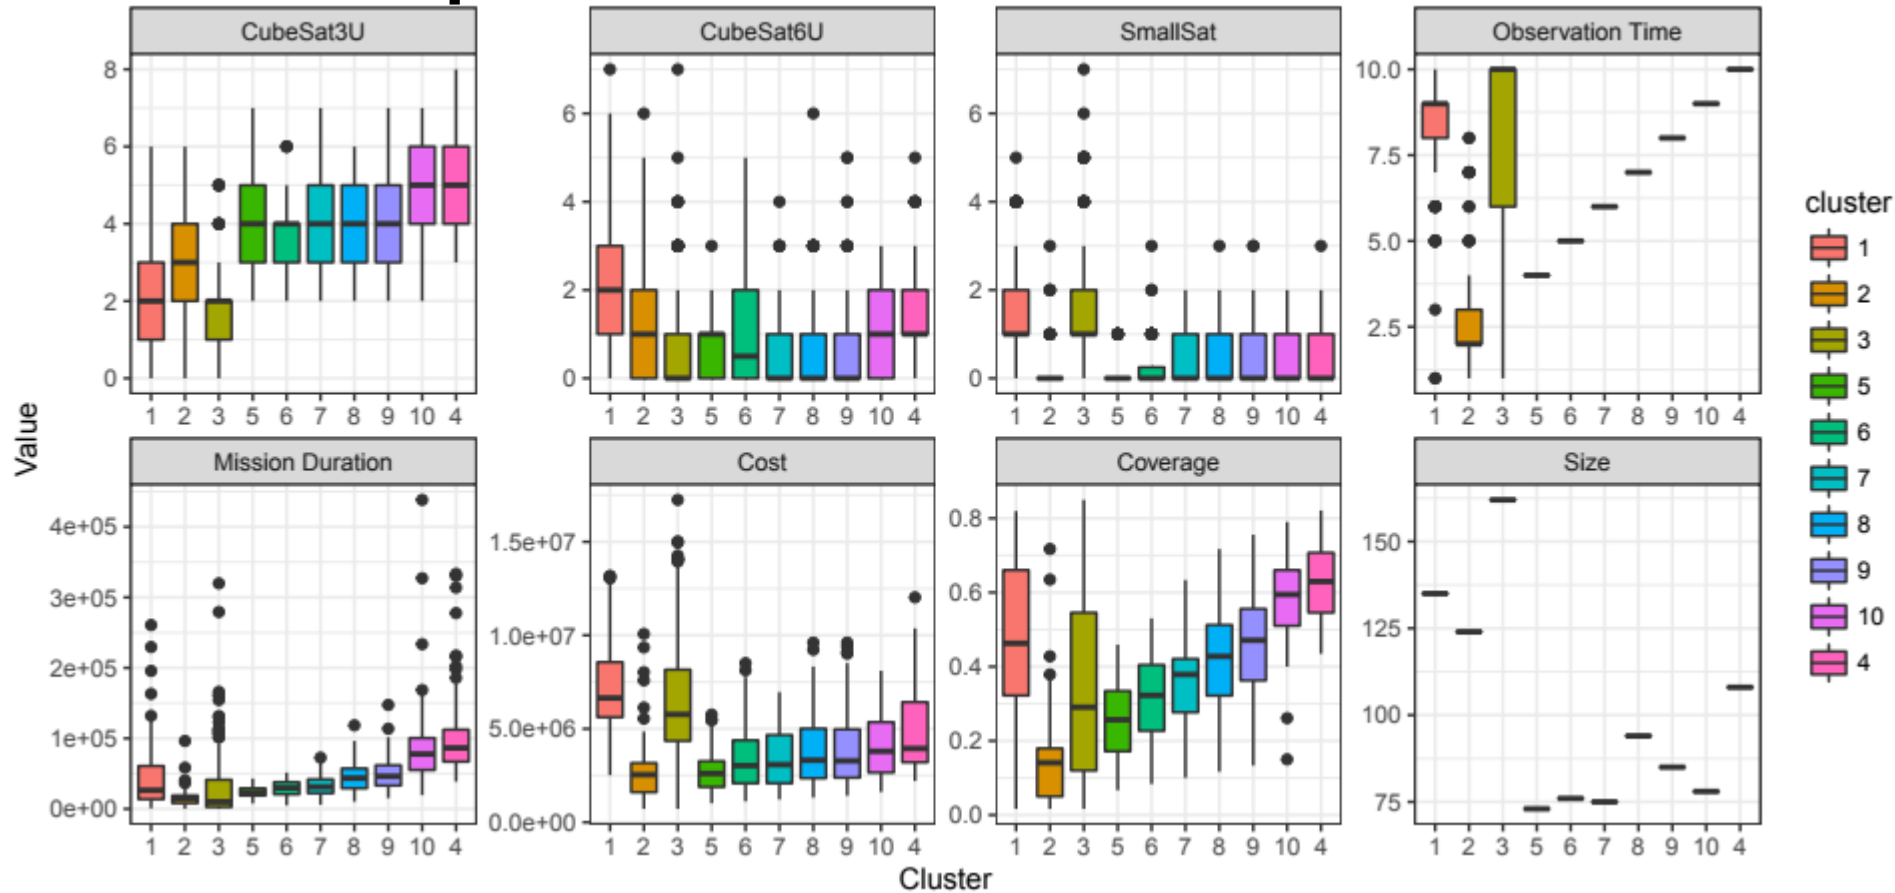 CubeSat3U CubeSat6U SmallSat Observation Time
8
6
4
2
0
1 2 3 5 6 7 8 9 10 4
6
4
2
0
1 2 3 5 6 7 8 9 10 4
6
4
2
0
1 2 3 5 6 7 8 9 10 4
10.0
7.5
5.0
2.5
1 2 3 5 6 7 8 9 10 4
Value
Mission Duration Cost Coverage Size
4e+05
3e+05
2e+05
1e+05
0e+00
1 2 3 5 6 7 8 9 10 4
1.5e+07
1.0e+07
5.0e+06
0.0e+00
1 2 3 5 6 7 8 9 10 4
0.8
0.6
0.4
0.2
0.0
1 2 3 5 6 7 8 9 10 4
150
125
100
75
1 2 3 5 6 7 8 9 10 4
Cluster
cluster
1
2
3
5
6
7
8
9
10
4